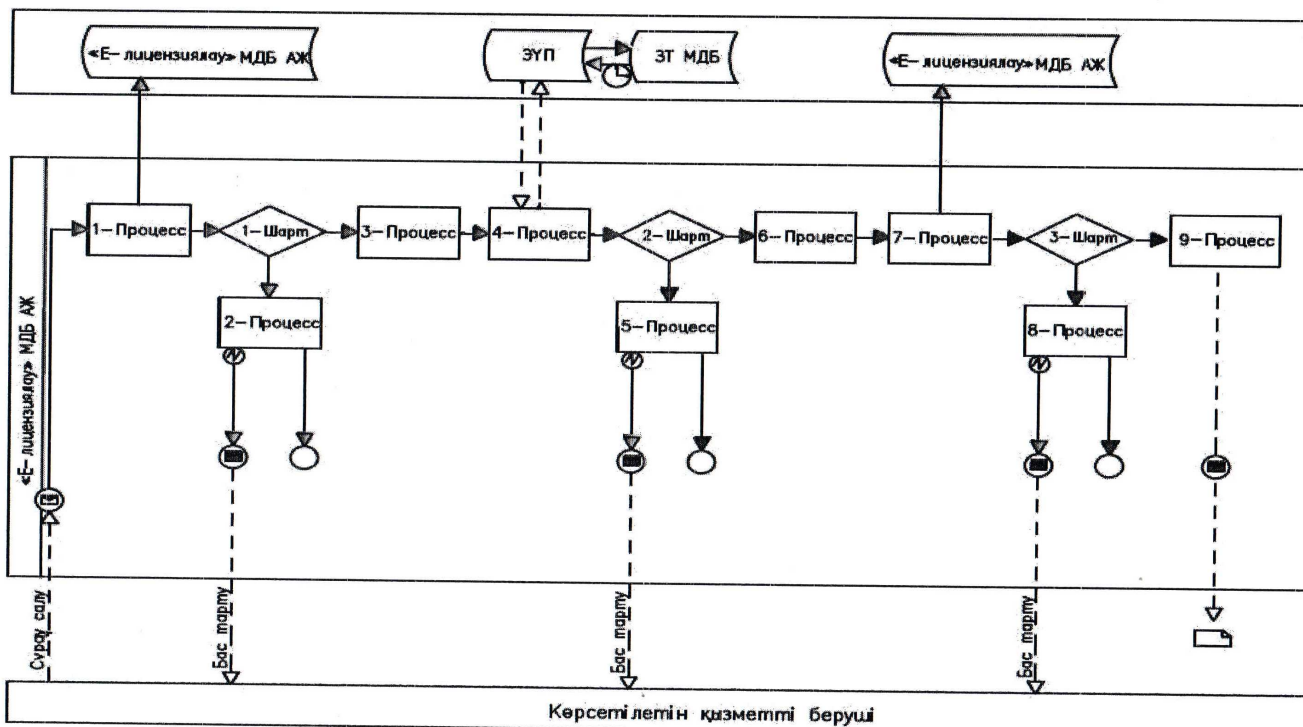 «Е-лицензиялау» МДБ АЖ
ЭҮП
ЗТ МДБ
«Е-лицензиялау» МДБ АЖ
«Е-лицензиялау» МДБ АЖ
1-Процесс
1-Шарт
3-Процесс
4-Процесс
2-Шарт
6-Процесс
7-Процесс
3-Шарт
9-Процесс
2-Процесс
5-Процесс
8-Процесс
Сұрау салу
Бас тарту
Бас тарту
Бас тарту
Көрсетілетін қызметті беруші